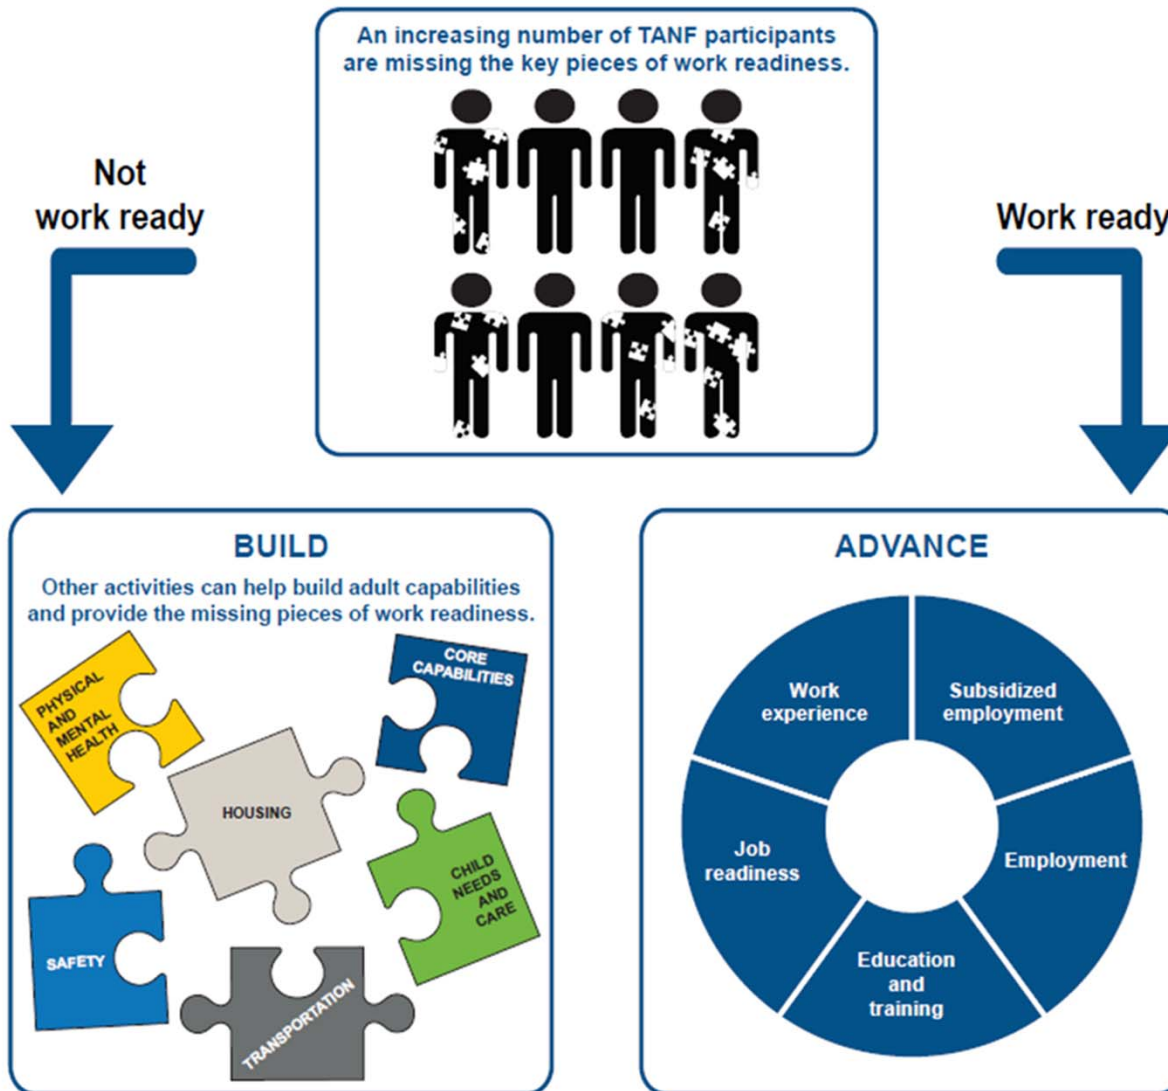 An increasing number of TANF participants
are missing the key pieces of work readiness.
Not
work ready
Work ready
BUILD
Other activities can help build adult capabilities
and provide the missing pieces of work readiness.
PHYSICAL
AND
MENTAL
HEALTH
CORE
CAPABILITIES
HOUSING
CHILD
NEEDS
AND
CARE
SAFETY
TRANSPORTATION
ADVANCE
Work
experience
Subsidized
employment
Job
readiness
Employment
Education
and
training